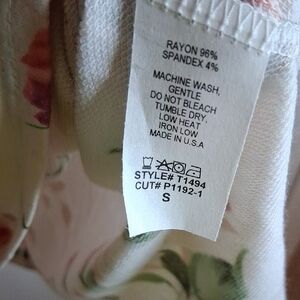 RAYON 96%
SPANDEX 4%
MACHINE WASH,
GENTLE
DO NOT BLEACH
TUMBLE DRY,
LOW HEAT
IRON LOW
MADE IN U.S.A
STYLE# T1494
CUT# P1192-1
S